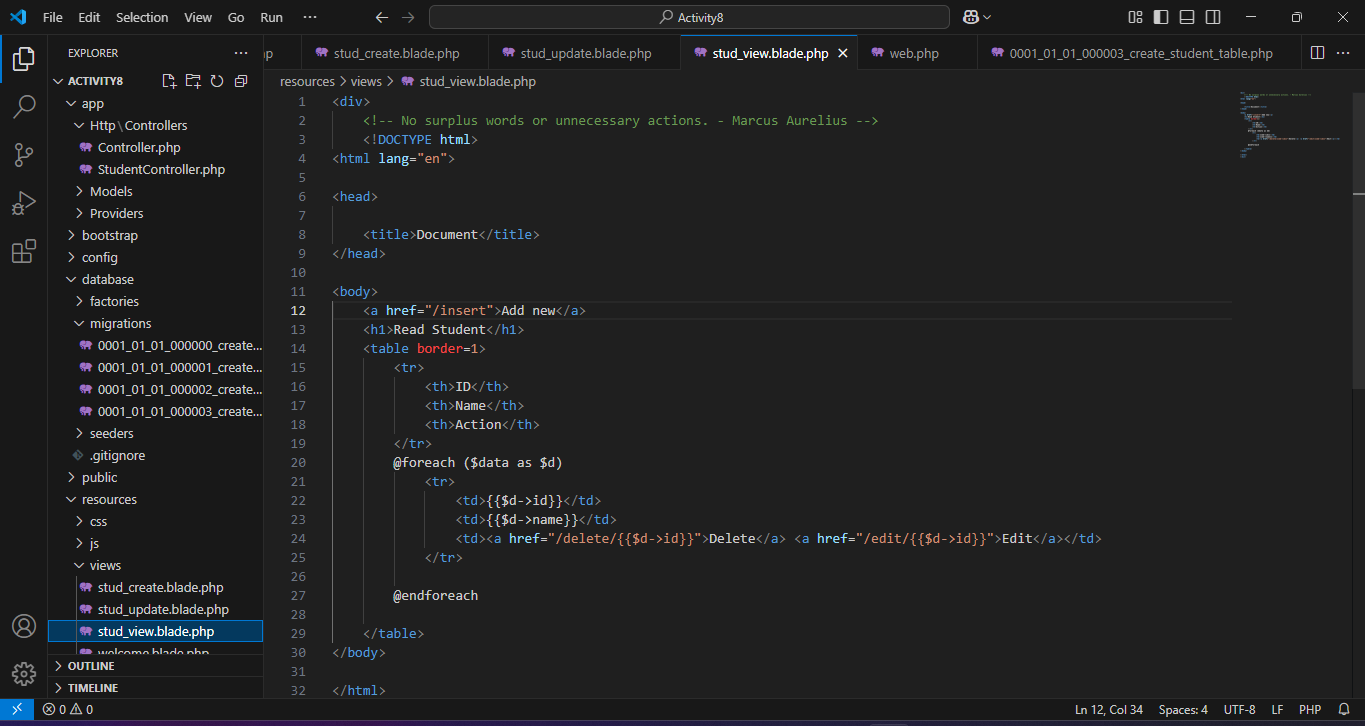 File Edit Selection View Go Run ··· Activity8
EXPLORER ···
ACTIVITY8
app
Http\Controllers
Controller.php
StudentController.php
Models
Providers
bootstrap
config
database
factories
migrations
0001_01_01_000000_create...
0001_01_01_000001_create...
0001_01_01_000002_create...
0001_01_01_000003_create...
seeders
.gitignore
public
resources
css
js
views
stud_create.blade.php
stud_update.blade.php
stud_view.blade.php
welcome.blade.php
OUTLINE
TIMELINE
hp stud_create.blade.php stud_update.blade.php stud_view.blade.php web.php 0001_01_01_000003_create_student_table.php ···
resources > views > stud_view.blade.php
1 <div>
2 <!-- No surplus words or unnecessary actions. - Marcus Aurelius -->
3 <!DOCTYPE html>
4 <html lang="en">
5
6 <head>
7
8 <title>Document</title>
9 </head>
10
11 <body>
12 <a href="/insert">Add new</a>
13 <h1>Read Student</h1>
14 <table border=1>
15 <tr>
16 <th>ID</th>
17 <th>Name</th>
18 <th>Action</th>
19 </tr>
20 @foreach ($data as $d)
21 <tr>
22 <td>{{$d->id}}</td>
23 <td>{{$d->name}}</td>
24 <td><a href="/delete/{{$d->id}}">Delete</a> <a href="/edit/{{$d->id}}">Edit</a></td>
25 </tr>
26
27 @endforeach
28
29 </table>
30 </body>
31
32 </html>
0 0 Ln 12, Col 34 Spaces: 4 UTF-8 LF PHP